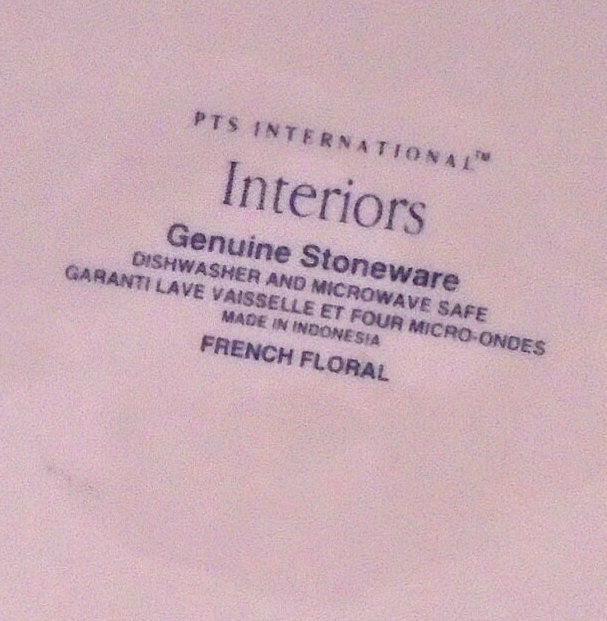 PTS INTERNATIONAL™
Interiors
Genuine Stoneware
DISHWASHER AND MICROWAVE SAFE
GARANTI LAVE VAISSELLE ET FOUR MICRO-ONDES
MADE IN INDONESIA
FRENCH FLORAL